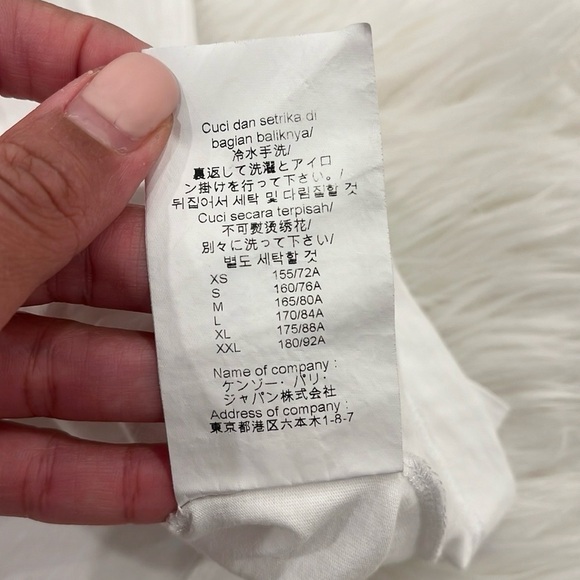 Cuci dan setrika di
bagian baliknya/
冷水手洗/
裏返して洗濯とアイロ
ン掛けを行って下さい。/
뒤집어서 세탁 및 다림질할 것
Cuci secara terpisah/
不可熨烫绣花/
別々に洗って下さい/
별도 세탁할 것
XS 155/72A
S 160/76A
M 165/80A
L 170/84A
XL 175/88A
XXL 180/92A
Name of company :
ケンゾー・パリ・
ジャパン株式会社
Address of company :
東京都港区六本木1-8-7